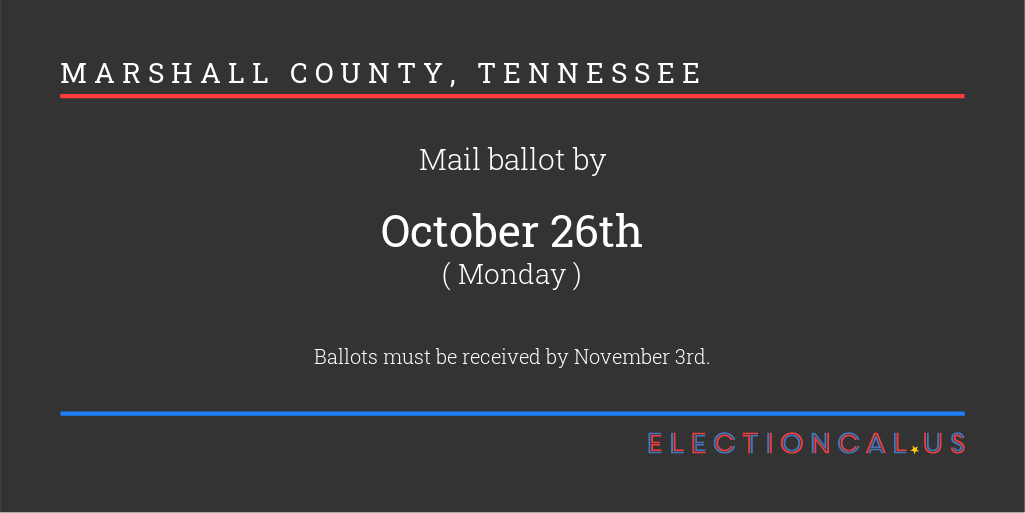 MARSHALL COUNTY, TENNESSEE
Mail ballot by
October 26th
( Monday )
Ballots must be received by November 3rd.
ELECTIONCAL.US